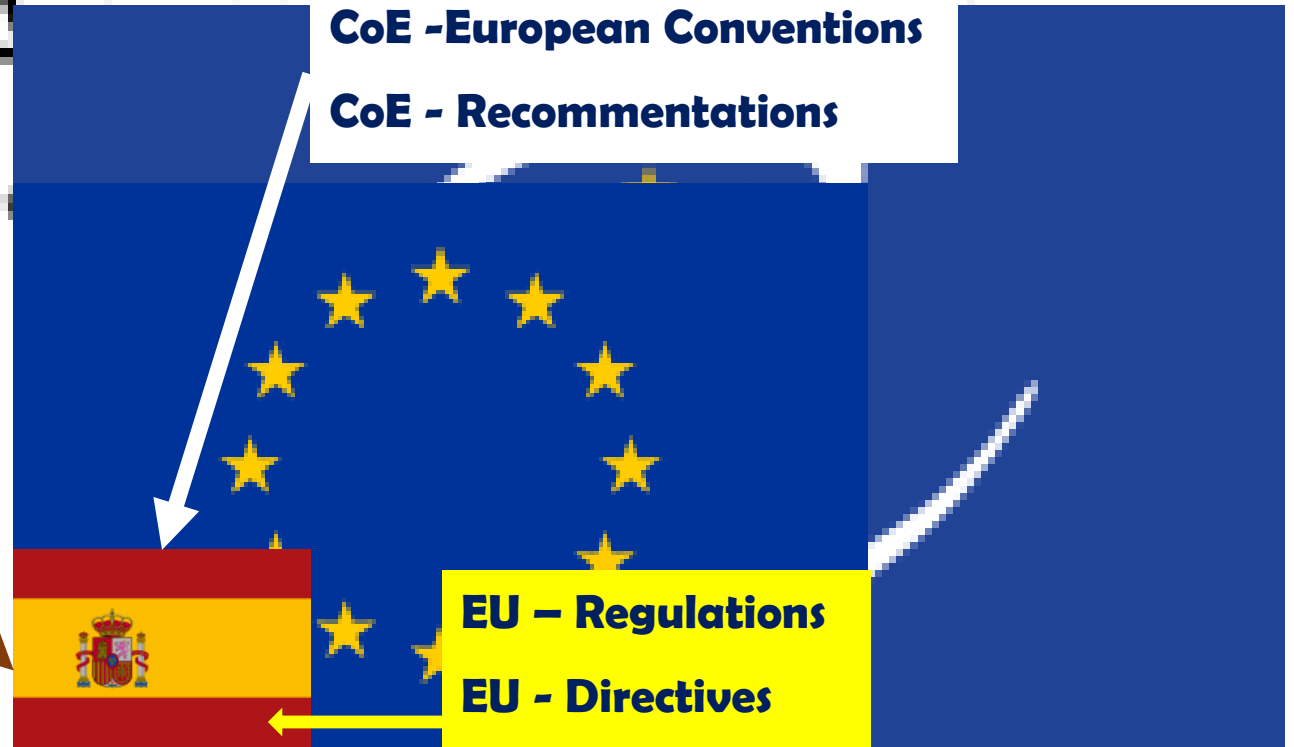 CoE -European Conventions
CoE - Recommentations
EU – Regulations
EU - Directives